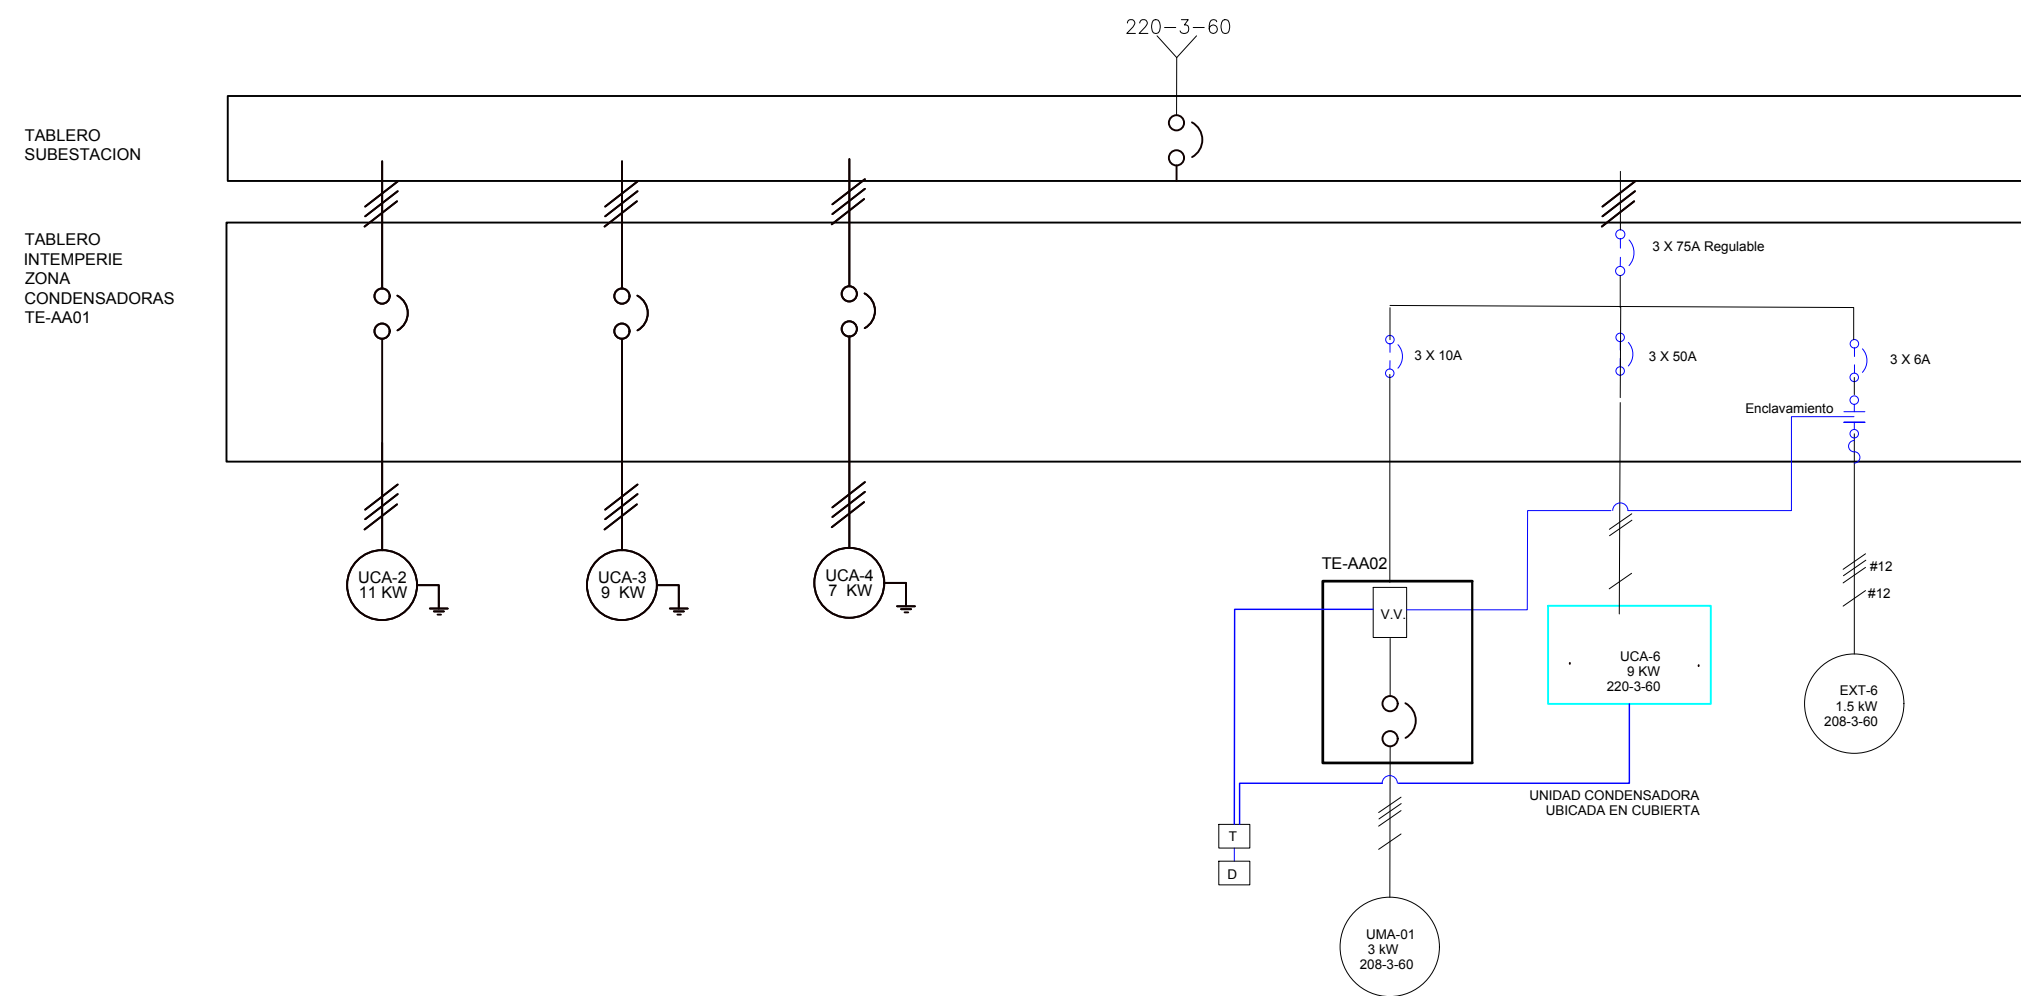 220-3-60
TABLERO
SUBESTACION
TABLERO
INTEMPERIE
ZONA
CONDENSADORAS
TE-AA01
3 X 75A Regulable
3 X 10A
3 X 50A
3 X 6A
Enclavamiento
UCA-2
11 KW
UCA-3
9 KW
UCA-4
7 KW
TE-AA02
V.V.
#12
#12
UCA-6
9 KW
220-3-60
EXT-6
1.5 kW
208-3-60
UNIDAD CONDENSADORA
UBICADA EN CUBIERTA
T
D
UMA-01
3 kW
208-3-60